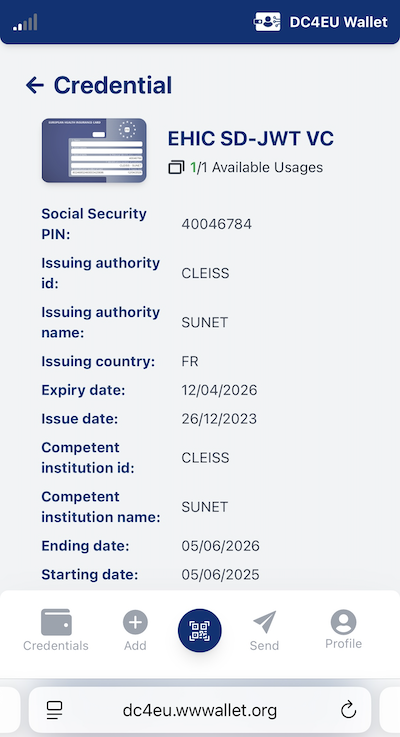 DC4EU Wallet
Credential
EUROPEAN HEALTH INSURANCE CARD
EHIC SD-JWT VC
1/1 Available Usages
Social Security
PIN:
40046784
Issuing authority
id:
CLEISS
Issuing authority
name:
SUNET
Issuing country:
FR
Expiry date:
12/04/2026
Issue date:
26/12/2023
Competent
institution id:
CLEISS
Competent
institution name:
SUNET
Ending date:
05/06/2026
Starting date:
05/06/2025
Credentials
Add
Send
Profile
dc4eu.wwwallet.org